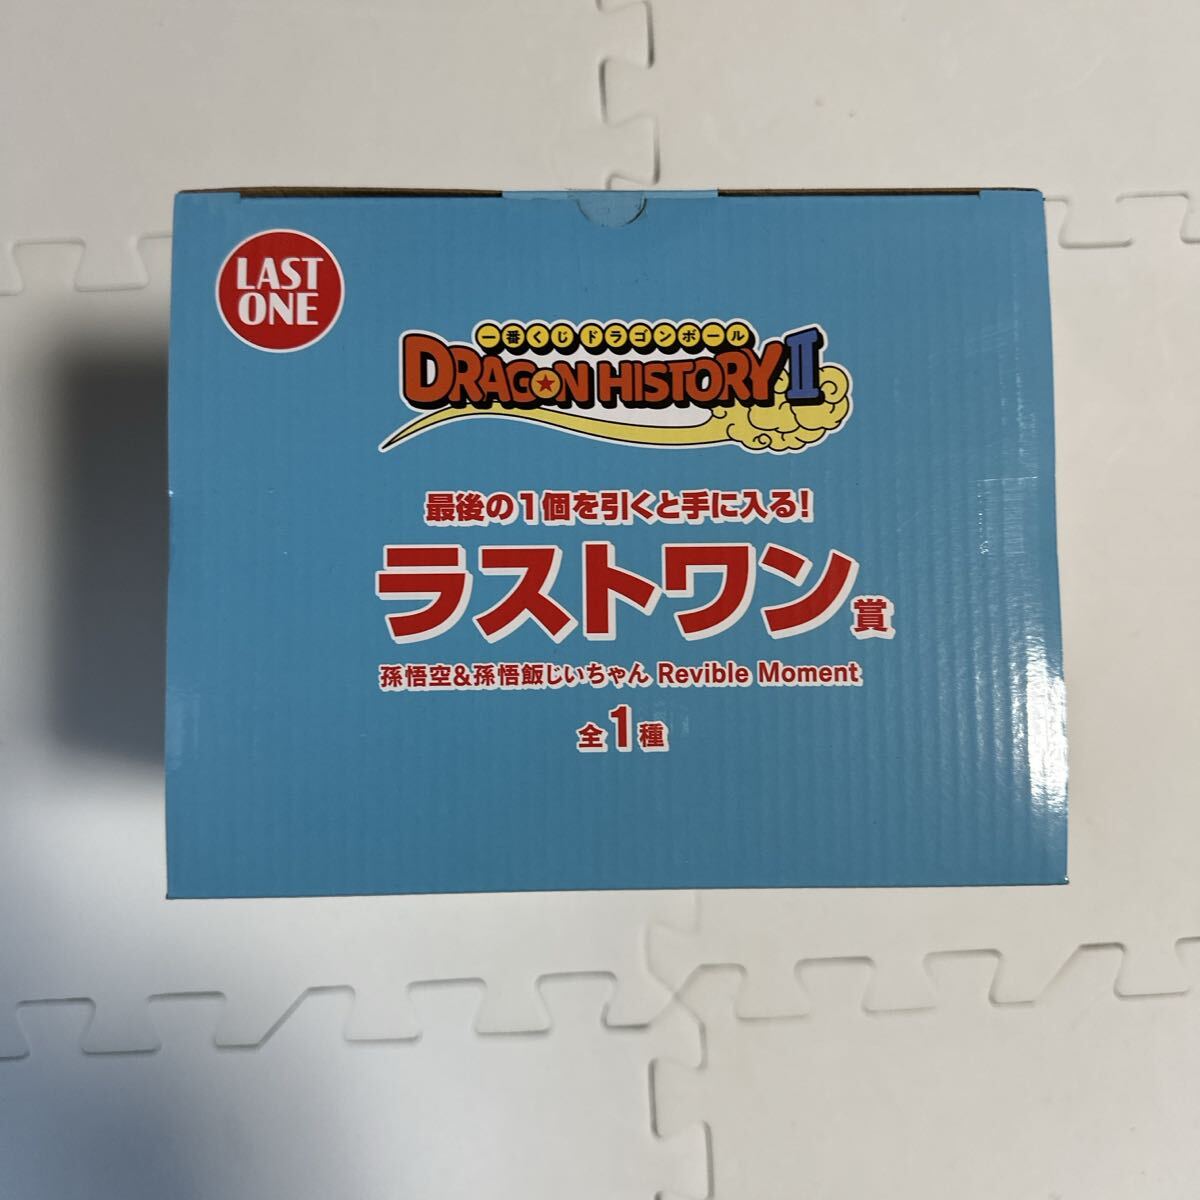 LAST
ONE
一番くじ ドラゴンボール
DRAGON HISTORY II
最後の1個を引くと手に入る!
ラストワン賞
孫悟空&孫悟飯じいちゃん Revible Moment
全1種